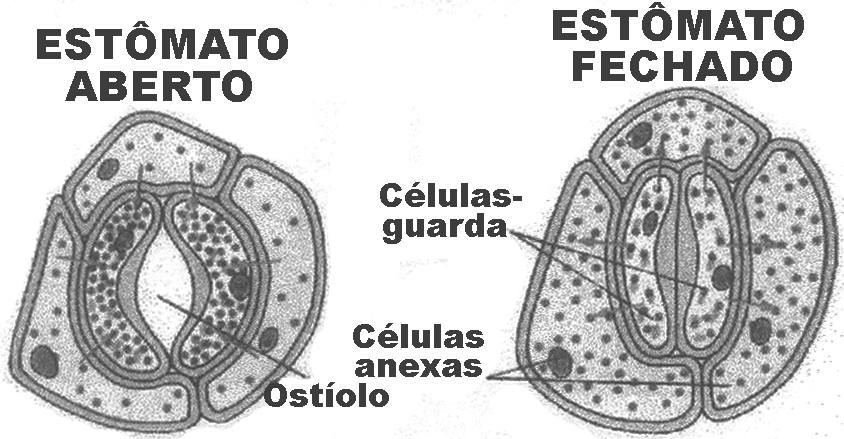 ESTÔMATO
ABERTO
ESTÔMATO
FECHADO
Células-
guarda
Células
anexas
Ostíolo